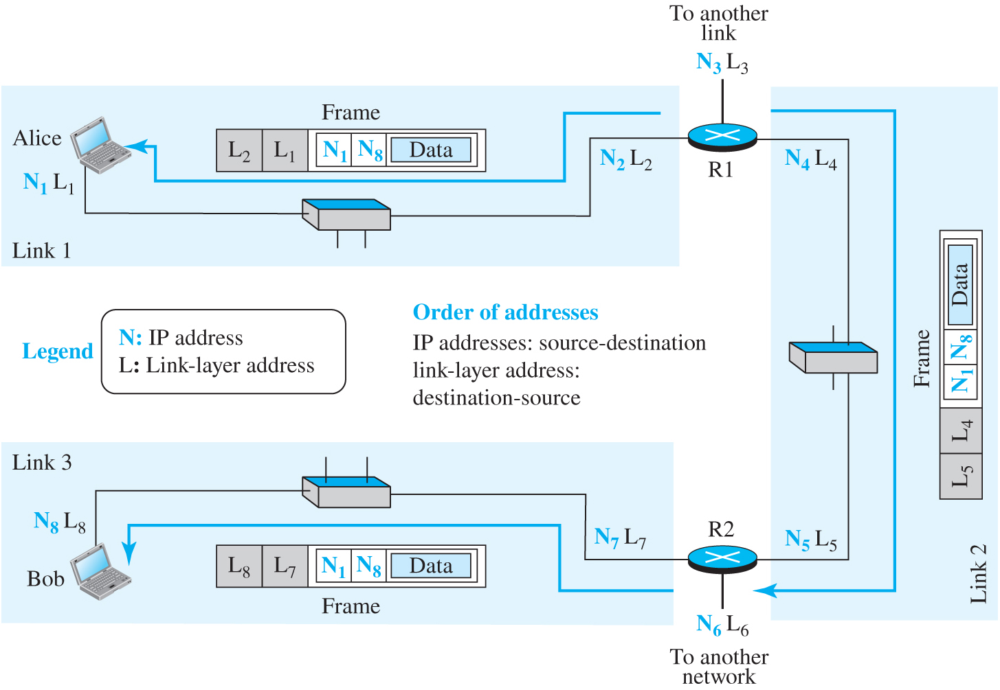 To another
link
N3 L3
Frame
Alice
L2 L1 N1 N8 Data
N2 L2
R1
N4 L4
N1 L1
Link 1
Order of addresses
Legend
N: IP address
L: Link-layer address
IP addresses: source-destination
link-layer address:
destination-source
Frame
L5 L4 N1 N8 Data
Link 2
Link 3
N8 L8
N7 L7
R2
N5 L5
Bob
L8 L7 N1 N8 Data
Frame
N6 L6
To another
network